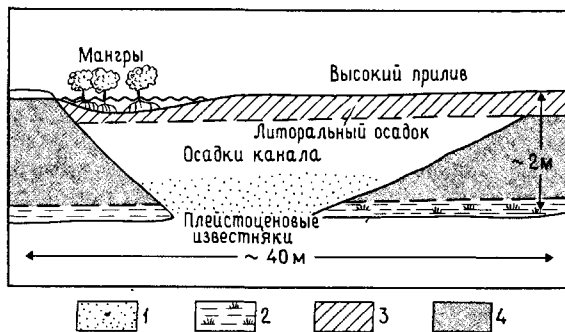 Мангры
Высокий прилив
Литоральный осадок
Осадки канала
~2м
Плейстоценовые
известняки
~ 40 м
1 2 3 4